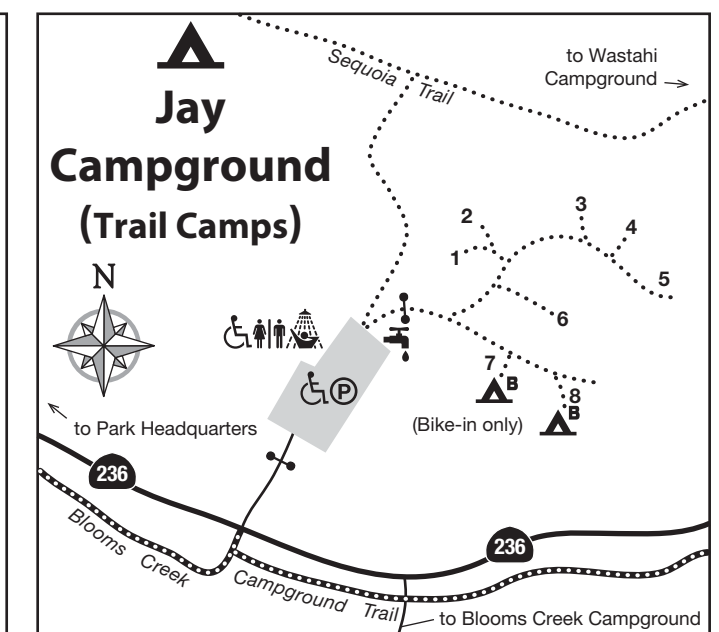 Jay
Campground
(Trail Camps)
Sequoia Trail
to Wastahi
Campground
N
1
2
3
4
5
6
7
8
B
B
(Bike-in only)
P
to Park Headquarters
236
236
Blooms Creek Campground Trail
to Blooms Creek Campground